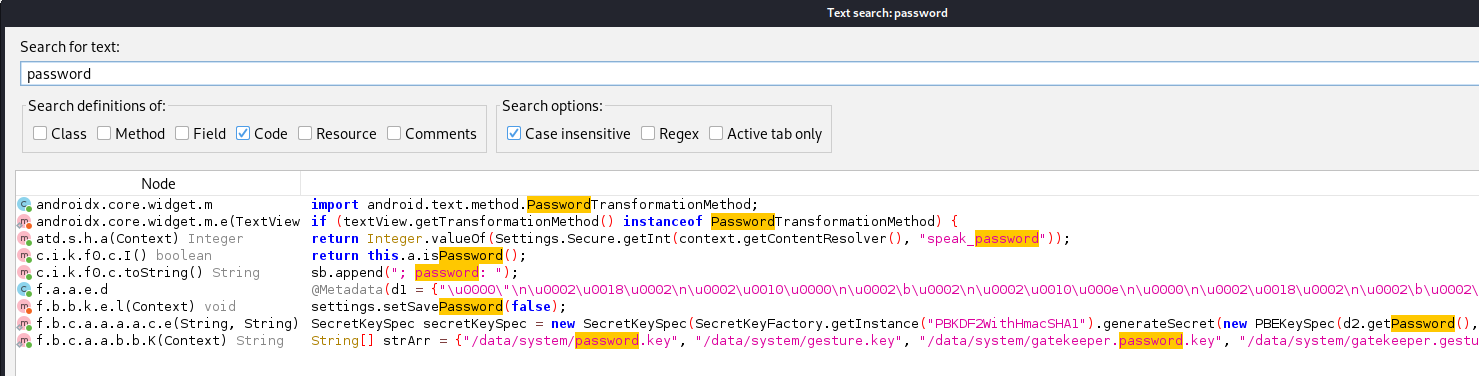 Text search: password
Search for text:
password
Search definitions of: Search options:
Class Method Field Code Resource Comments Case insensitive Regex Active tab only
Node
androidx.core.widget.m import android.text.method.PasswordTransformationMethod;
androidx.core.widget.m.e(TextView if (textView.getTransformationMethod() instanceof PasswordTransformationMethod) {
atd.s.h.a(Context) Integer return Integer.valueOf(Settings.Secure.getInt(context.getContentResolver(), "speak_password"));
c.i.k.f0.c.I() boolean return this.a.isPassword();
c.i.k.f0.c.toString() String sb.append("; password: ");
f.a.a.e.d @Metadata(d1 = {"\u0000\"\n\u0002\u0018\u0002\n\u0002\u0010\u0000\n\u0002\b\u0002\n\u0002\u0010\u000e\n\u0000\n\u0002\u0018\u0002\n\u0002\b\u0002\
f.b.b.k.e.l(Context) void settings.setSavePassword(false);
f.b.c.a.a.a.a.c.e(String, String) SecretKeySpec secretKeySpec = new SecretKeySpec(SecretKeyFactory.getInstance("PBKDF2WithHmacSHA1").generateSecret(new PBEKeySpec(d2.getPassword(),
f.b.c.a.a.b.b.K(Context) String String[] strArr = {"/data/system/password.key", "/data/system/gesture.key", "/data/system/gatekeeper.password.key", "/data/system/gatekeeper.gestu